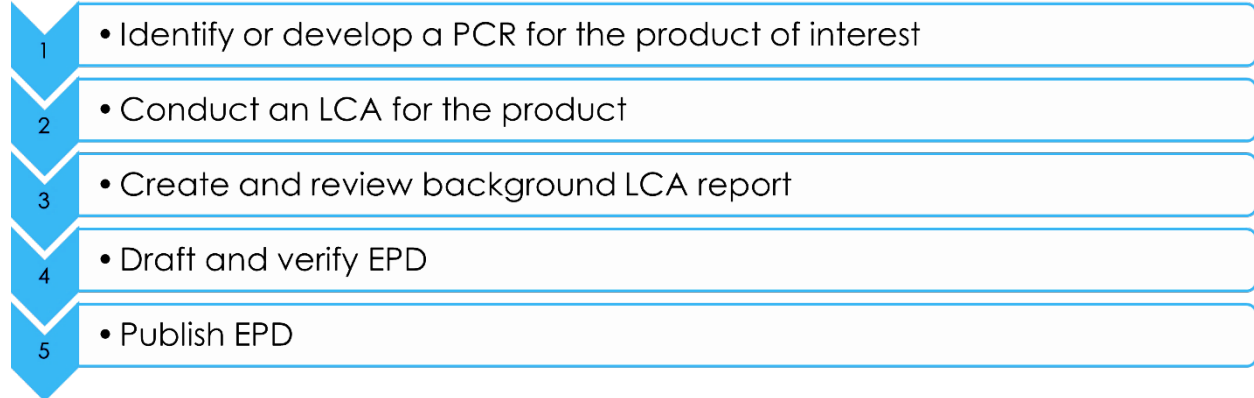 1 • Identify or develop a PCR for the product of interest
2 • Conduct an LCA for the product
3 • Create and review background LCA report
4 • Draft and verify EPD
5 • Publish EPD